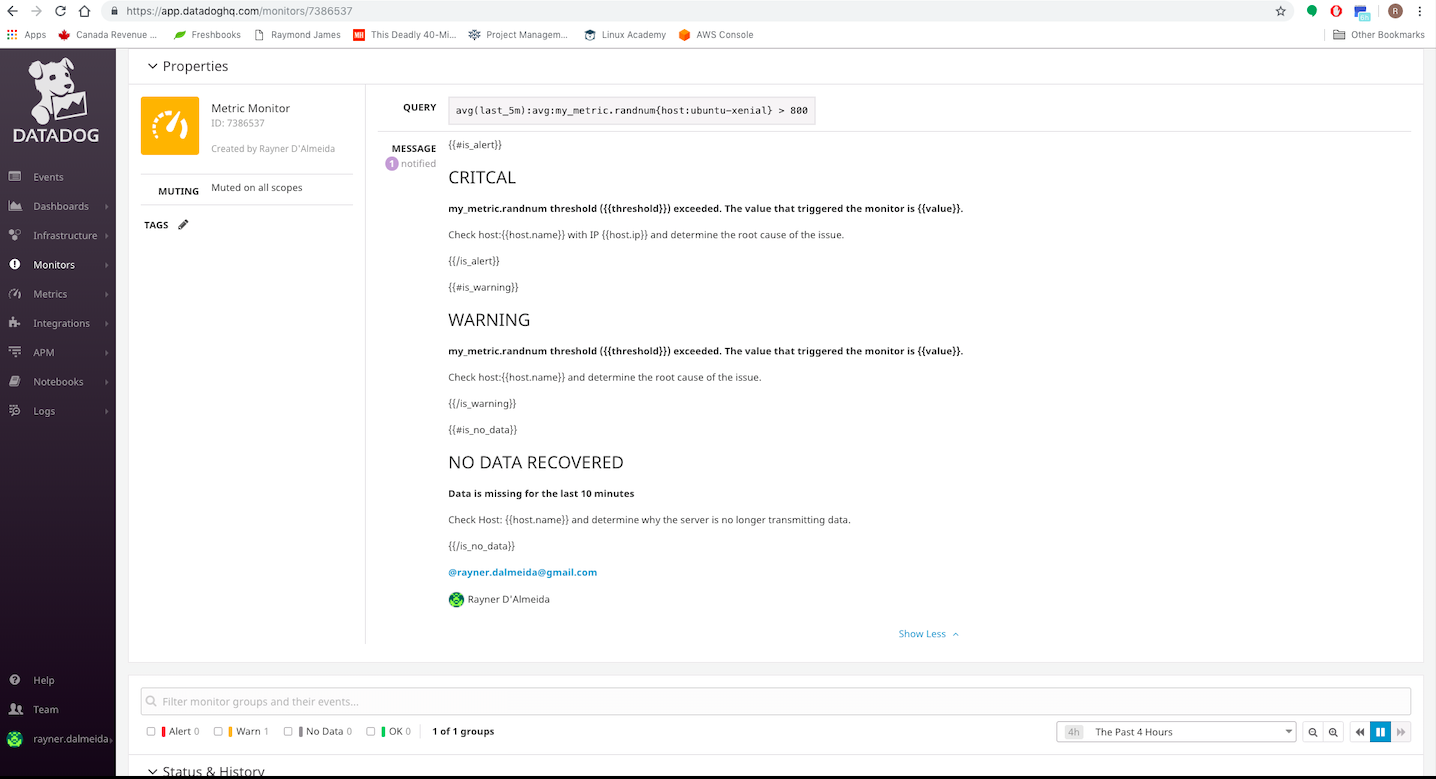 https://app.datadoghq.com/monitors/7386537
R
Apps
Canada Revenue ...
Freshbooks
Raymond James
This Deadly 40-Mi...
Project Managem...
Linux Academy
AWS Console
Other Bookmarks
DATADOG
Events
Dashboards
Infrastructure
Monitors
Metrics
Integrations
APM
Notebooks
Logs
Help
Team
rayner.dalmeida
Properties
Metric Monitor
ID: 7386537
Created by Rayner D'Almeida
MUTING Muted on all scopes
TAGS
QUERY avg(last_5m):avg:my_metric.randnum{host:ubuntu-xenial} > 800
MESSAGE
1 notified
{{#is_alert}}
CRITCAL
my_metric.randnum threshold ({{threshold}}) exceeded. The value that triggered the monitor is {{value}}.
Check host:{{host.name}} with IP {{host.ip}} and determine the root cause of the issue.
{{/is_alert}}
{{#is_warning}}
WARNING
my_metric.randnum threshold ({{threshold}}) exceeded. The value that triggered the monitor is {{value}}.
Check host:{{host.name}} and determine the root cause of the issue.
{{/is_warning}}
{{#is_no_data}}
NO DATA RECOVERED
Data is missing for the last 10 minutes
Check Host: {{host.name}} and determine why the server is no longer transmitting data.
{{/is_no_data}}
@rayner.dalmeida@gmail.com
Rayner D'Almeida
Show Less
Filter monitor groups and their events...
Alert 0 Warn 1 No Data 0 OK 0 1 of 1 groups
4h The Past 4 Hours
Status & History